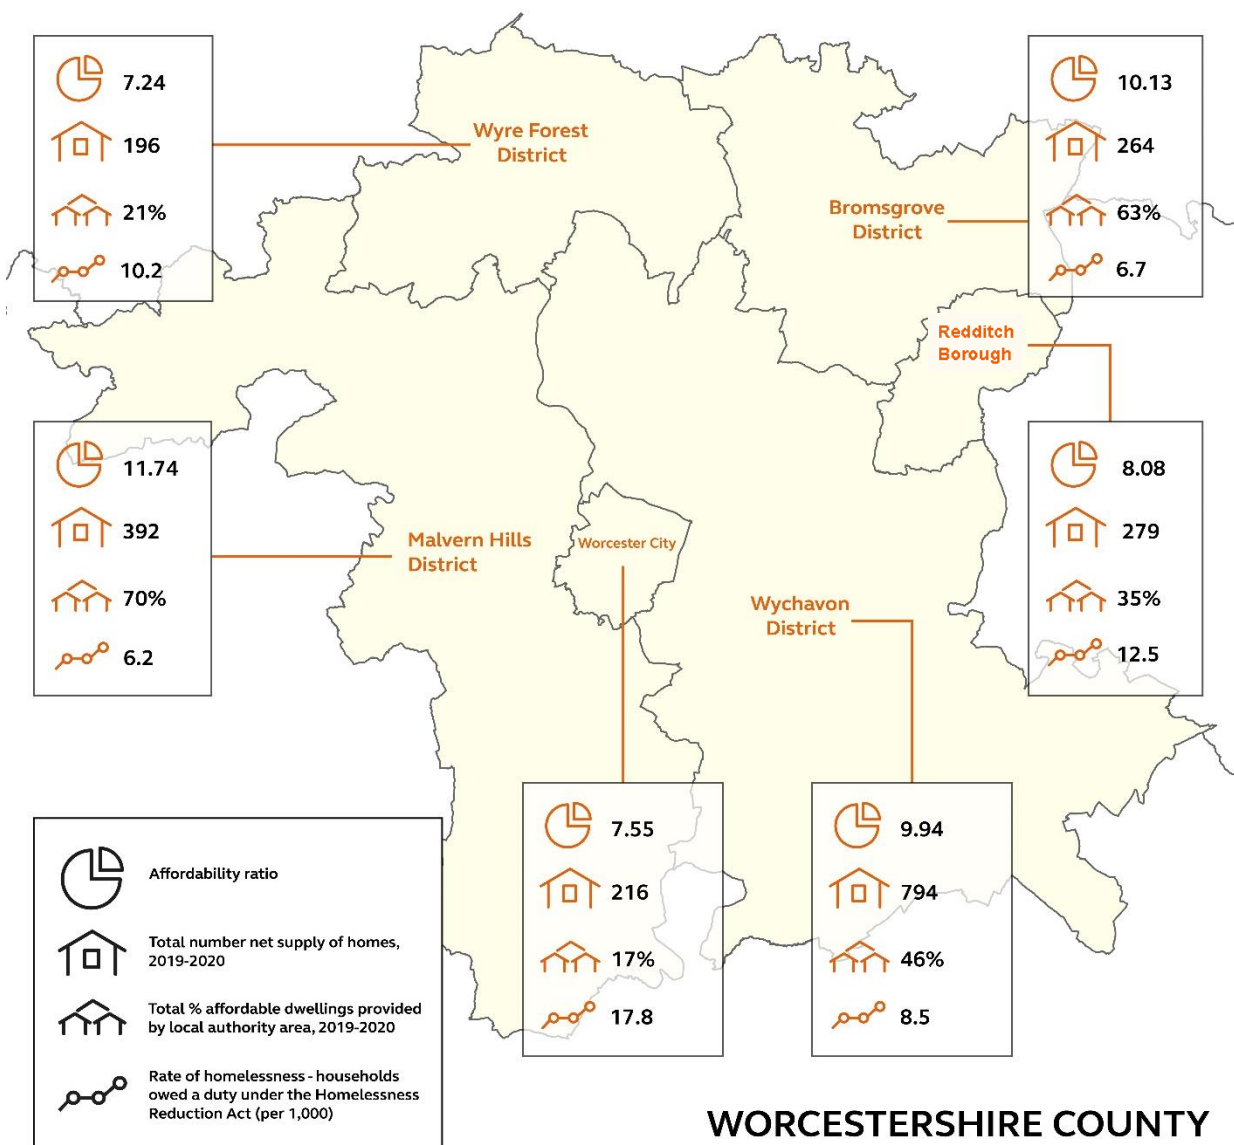 7.24
196
21%
10.2
Wyre Forest
District
10.13
264
63%
6.7
Bromsgrove
District
Redditch
Borough
11.74
392
70%
6.2
Malvern Hills
District
Worcester City
Wychavon
District
8.08
279
35%
12.5
7.55
216
17%
17.8
9.94
794
46%
8.5
Affordability ratio
Total number net supply of homes,
2019-2020
Total % affordable dwellings provided
by local authority area, 2019-2020
Rate of homelessness - households
owed a duty under the Homelessness
Reduction Act (per 1,000)
WORCESTERSHIRE COUNTY